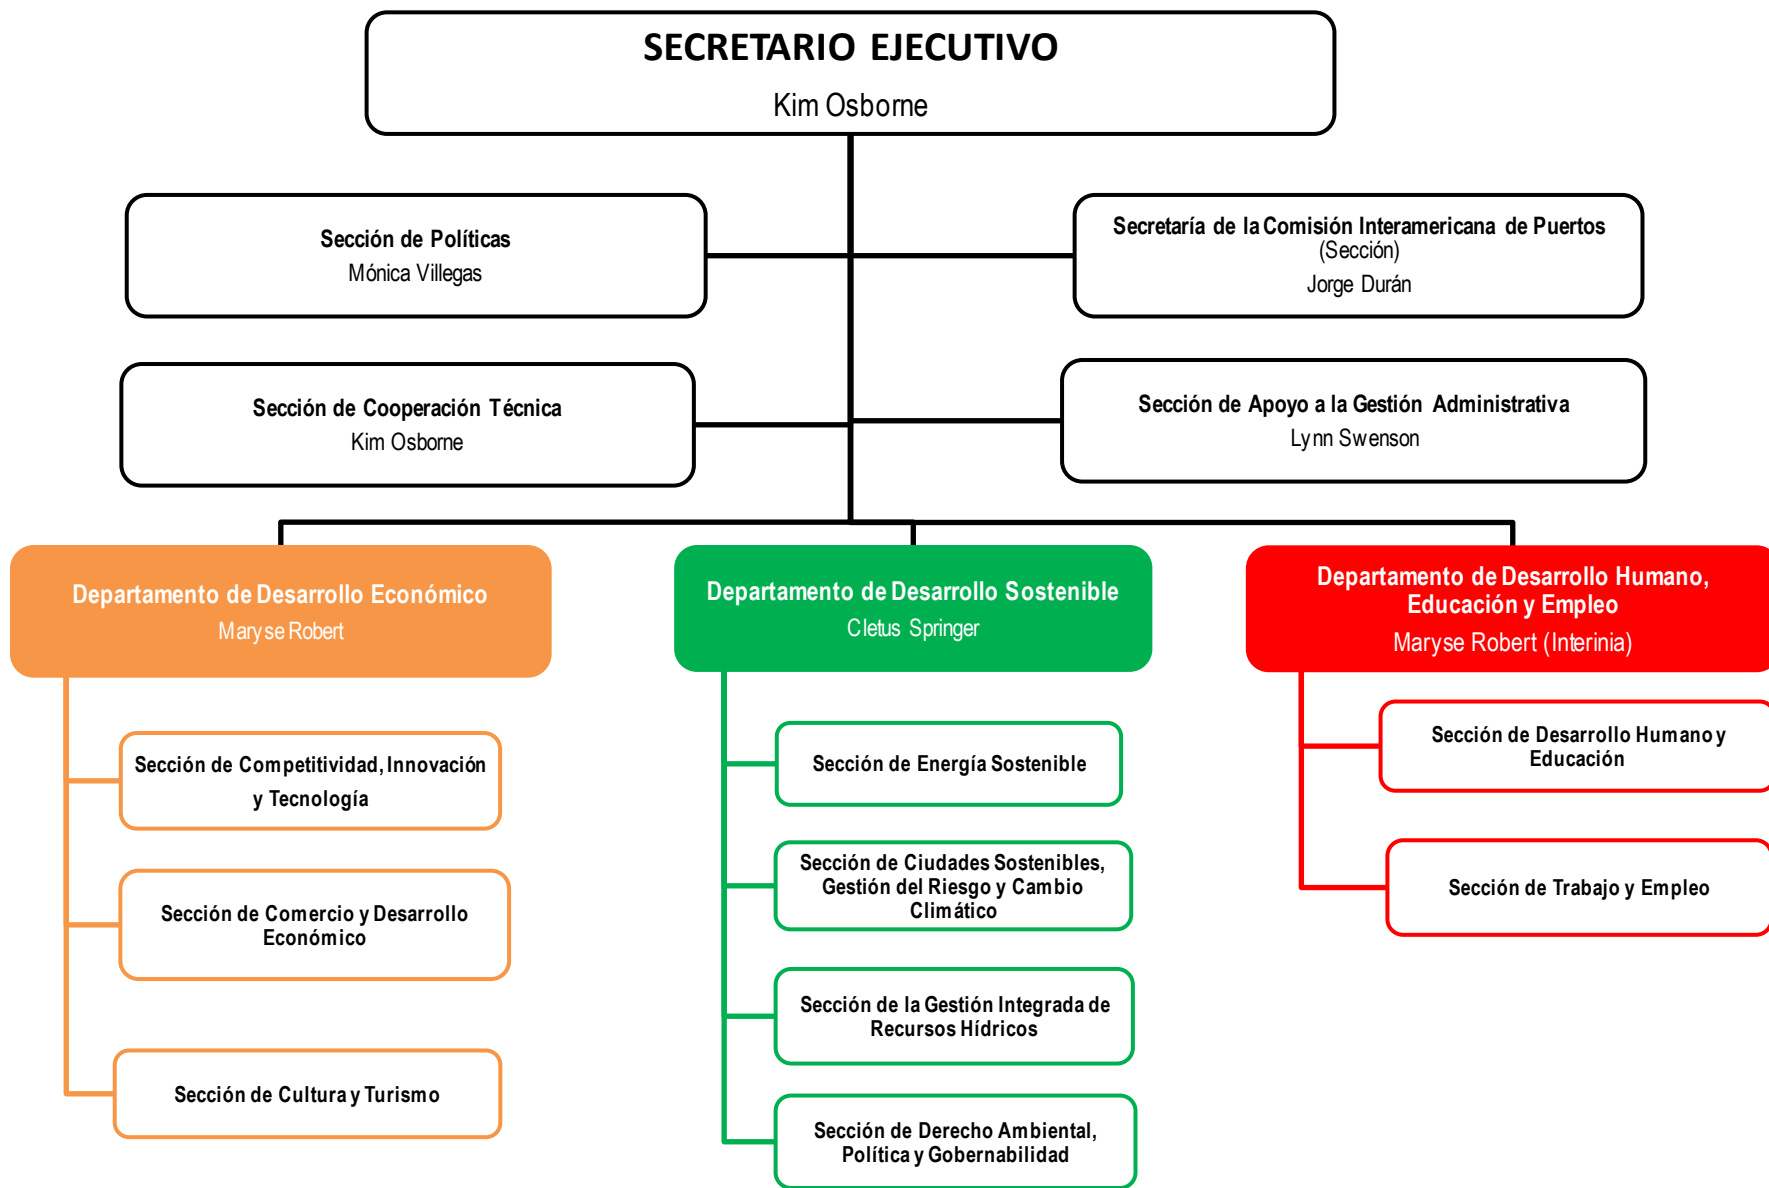 SECRETARIO EJECUTIVO
Kim Osborne
Sección de Políticas
Mónica Villegas
Secretaría de la Comisión Interamericana de Puertos
(Sección)
Jorge Durán
Sección de Cooperación Técnica
Kim Osborne
Sección de Apoyo a la Gestión Administrativa
Lynn Swenson
Departamento de Desarrollo Económico
Maryse Robert
Departamento de Desarrollo Sostenible
Cletus Springer
Departamento de Desarrollo Humano,
Educación y Empleo
Maryse Robert (Interinia)
Sección de Competitividad, Innovación
y Tecnología
Sección de Comercio y Desarrollo
Económico
Sección de Cultura y Turismo
Sección de Energía Sostenible
Sección de Ciudades Sostenibles,
Gestión del Riesgo y Cambio
Climático
Sección de la Gestión Integrada de
Recursos Hídricos
Sección de Derecho Ambiental,
Política y Gobernabilidad
Sección de Desarrollo Humano y
Educación
Sección de Trabajo y Empleo